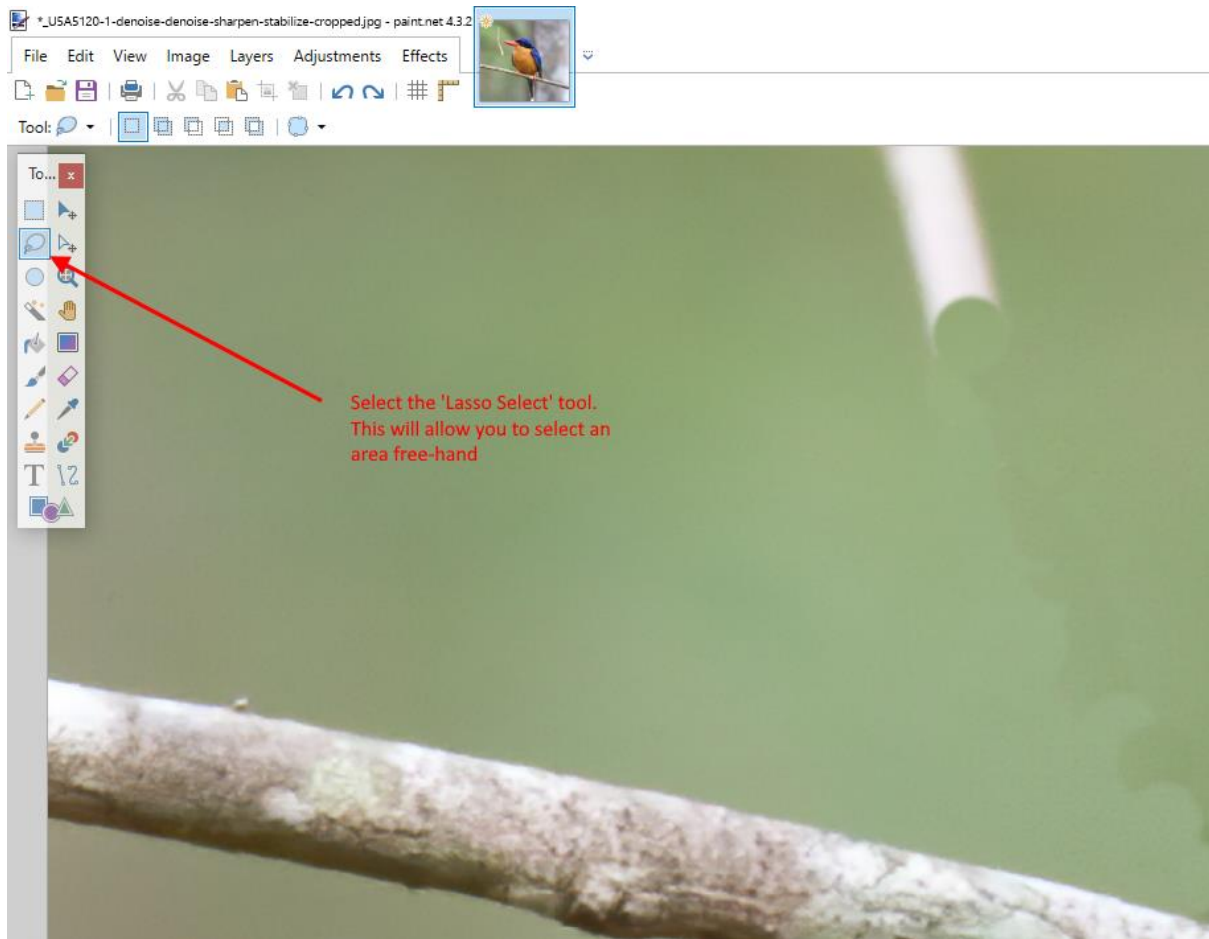 *_U5A5120-1-denoise-denoise-sharpen-stabilize-cropped.jpg - paint.net 4.3.2
File Edit View Image Layers Adjustments Effects
Tool:
To...
Select the 'Lasso Select' tool.
This will allow you to select an
area free-hand